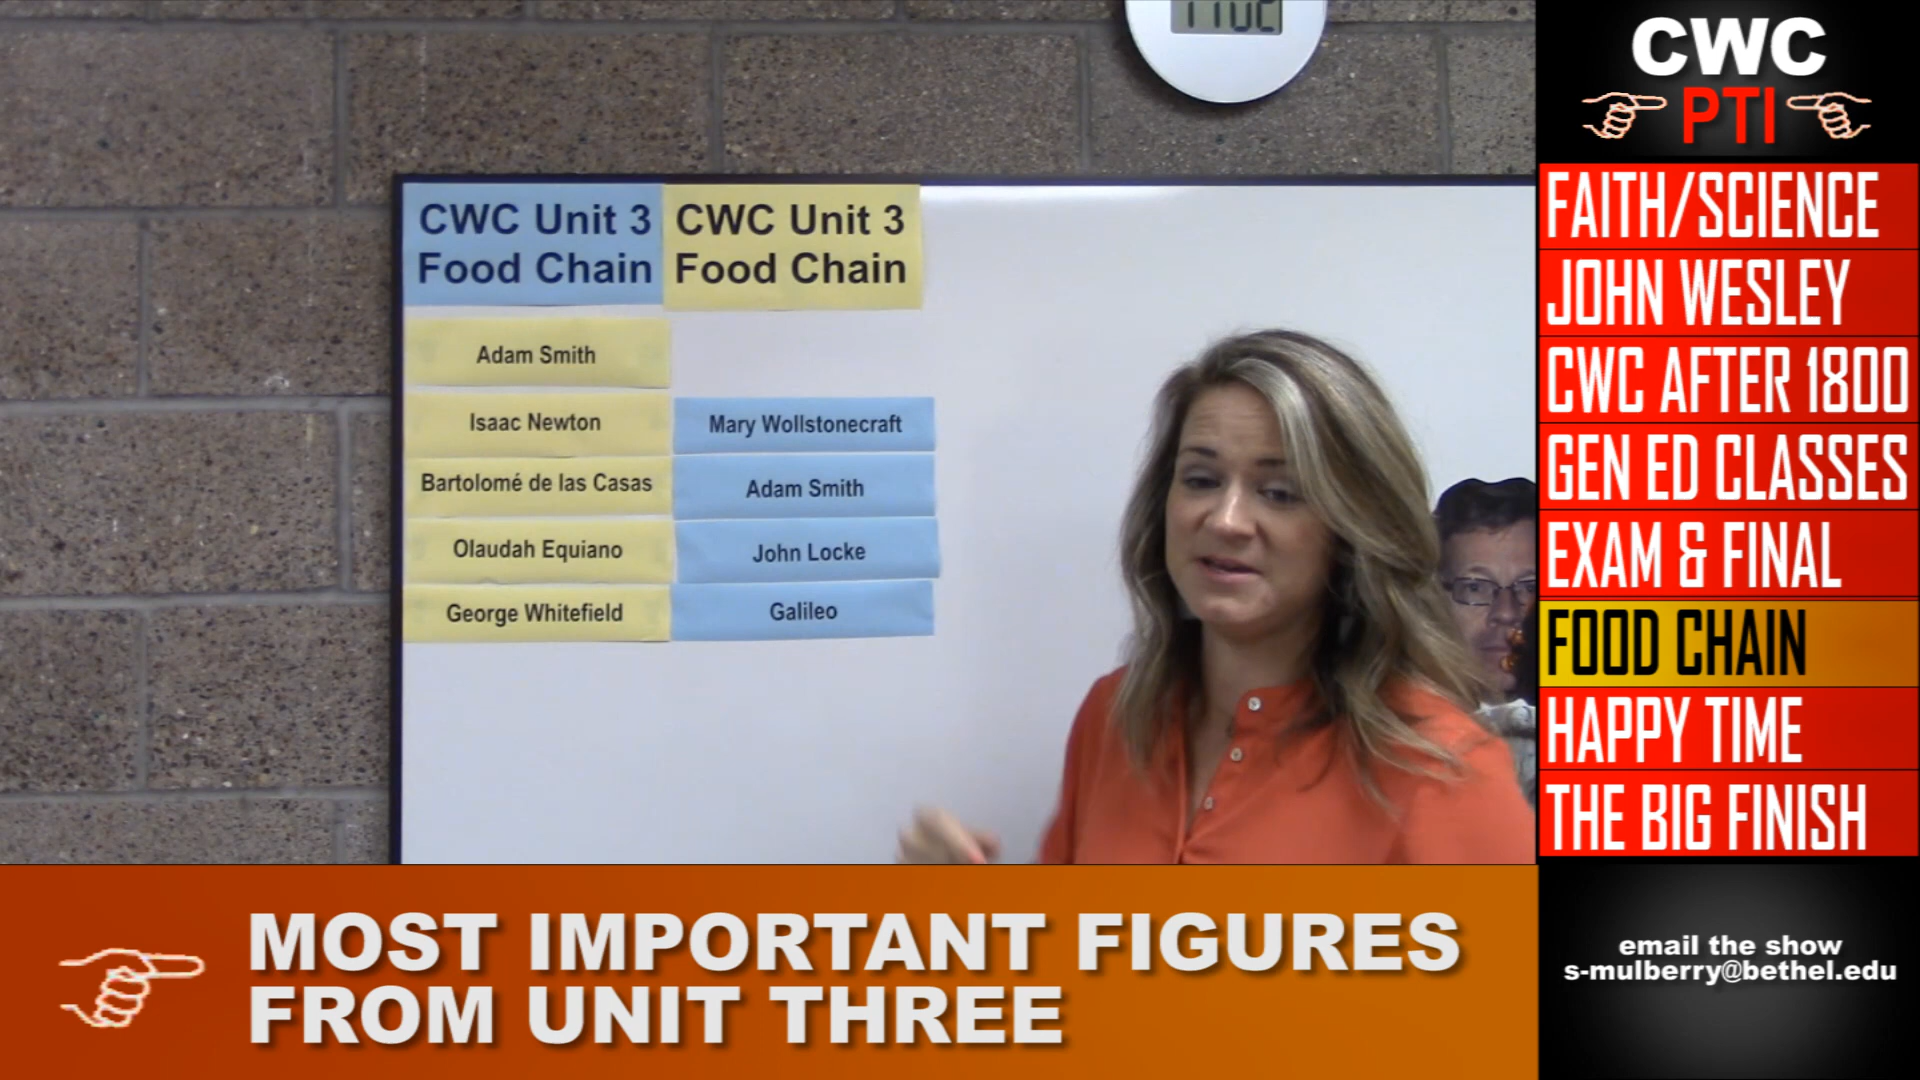 CWC Unit 3
Food Chain
CWC Unit 3
Food Chain
Adam Smith
Isaac Newton
Bartolomé de las Casas
Olaudah Equiano
George Whitefield
Mary Wollstonecraft
Adam Smith
John Locke
Galileo
CWC
PTI
FAITH/SCIENCE
JOHN WESLEY
CWC AFTER 1800
GEN ED CLASSES
EXAM & FINAL
FOOD CHAIN
HAPPY TIME
THE BIG FINISH
MOST IMPORTANT FIGURES
FROM UNIT THREE
email the show
s-mulberry@bethel.edu